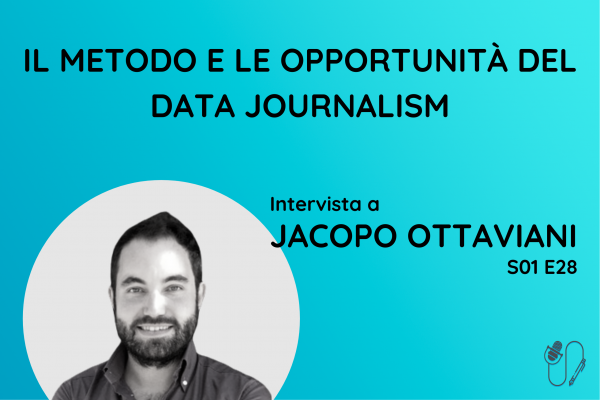 IL METODO E LE OPPORTUNITÀ DEL
DATA JOURNALISM
Intervista a
JACOPO OTTAVIANI
S01 E28